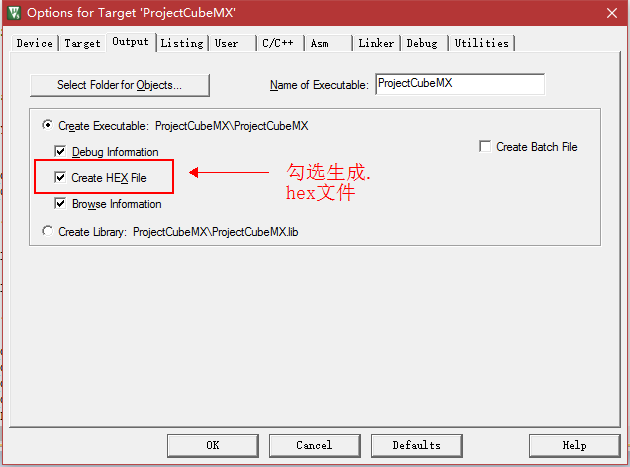 Options for Target 'ProjectCubeMX'
Device Target Output Listing User C/C++ Asm Linker Debug Utilities
Select Folder for Objects... Name of Executable: ProjectCubeMX
Create Executable: ProjectCubeMX\ProjectCubeMX
Debug Information Create Batch File
Create HEX File 勾选生成.
hex文件
Browse Information
Create Library: ProjectCubeMX\ProjectCubeMX.lib
OK Cancel Defaults Help